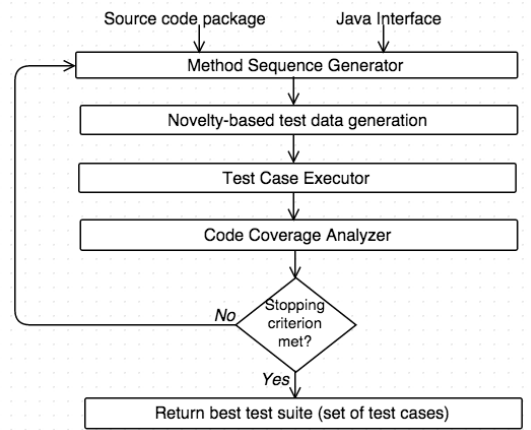 Source code package
Java Interface
Method Sequence Generator
Novelty-based test data generation
Test Case Executor
Code Coverage Analyzer
Stopping
criterion
met?
No
Yes
Return best test suite (set of test cases)